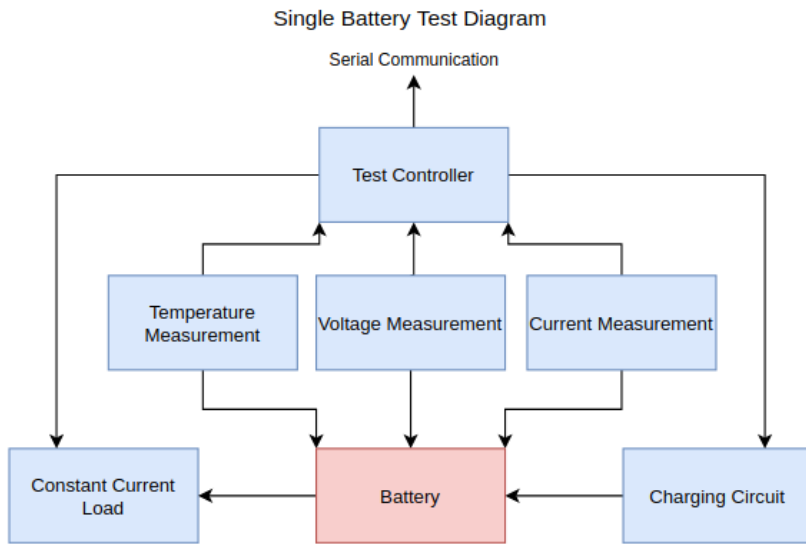 Single Battery Test Diagram
Serial Communication
Test Controller
Temperature
Measurement
Voltage Measurement
Current Measurement
Constant Current
Load
Battery
Charging Circuit